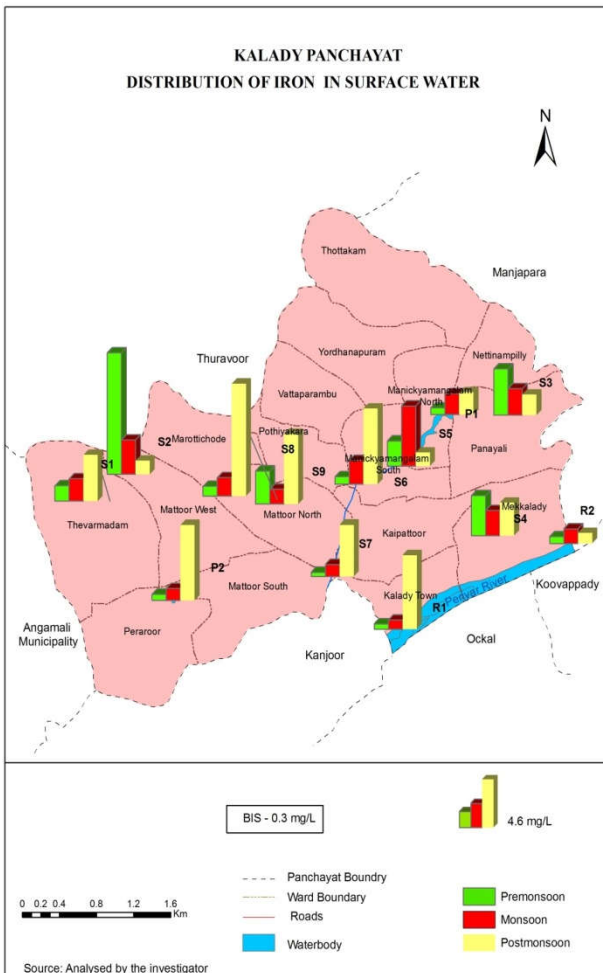 KALADY PANCHAYAT
DISTRIBUTION OF IRON IN SURFACE WATER
N
Thottakam
Manjapara
Yordhanapuram
Nettinampilly
Thuravoor
Vattaparambu
Manickyamangalam
North
S3
P1
Marottichode
Pothiyakara
S2
S5
S8
Panayali
S1
S9
Manickyamangalam
South
S6
Thevarmadam
Mattoor West
Mattoor North
Mekkalady
R2
S4
Kaipattoor
S7
P2
Mattoor South
Koovappady
Kalady Town
Periyar River
R1
Angamali
Municipality
Peraroor
Kanjoor
Ockal
BIS - 0.3 mg/L
4.6 mg/L
Panchayat Boundry
Ward Boundary
Roads
Waterbody
Premonsoon
Monsoon
Postmonsoon
0 0.2 0.4 0.8 1.2 1.6
Km
Source: Analysed by the investigator